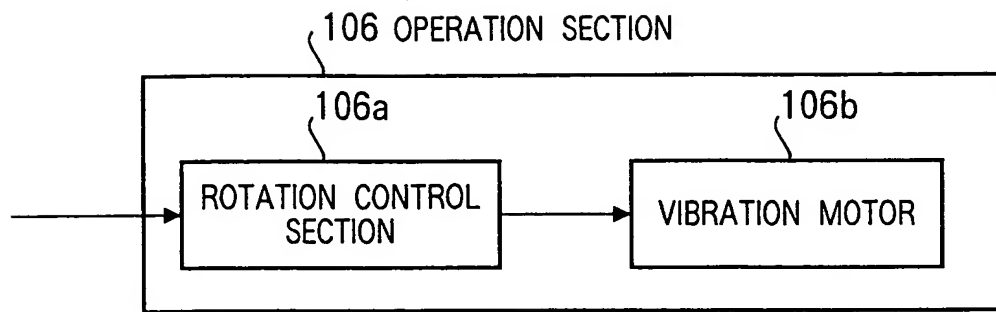 106 OPERATION SECTION
106a
106b
ROTATION CONTROL
SECTION
VIBRATION MOTOR